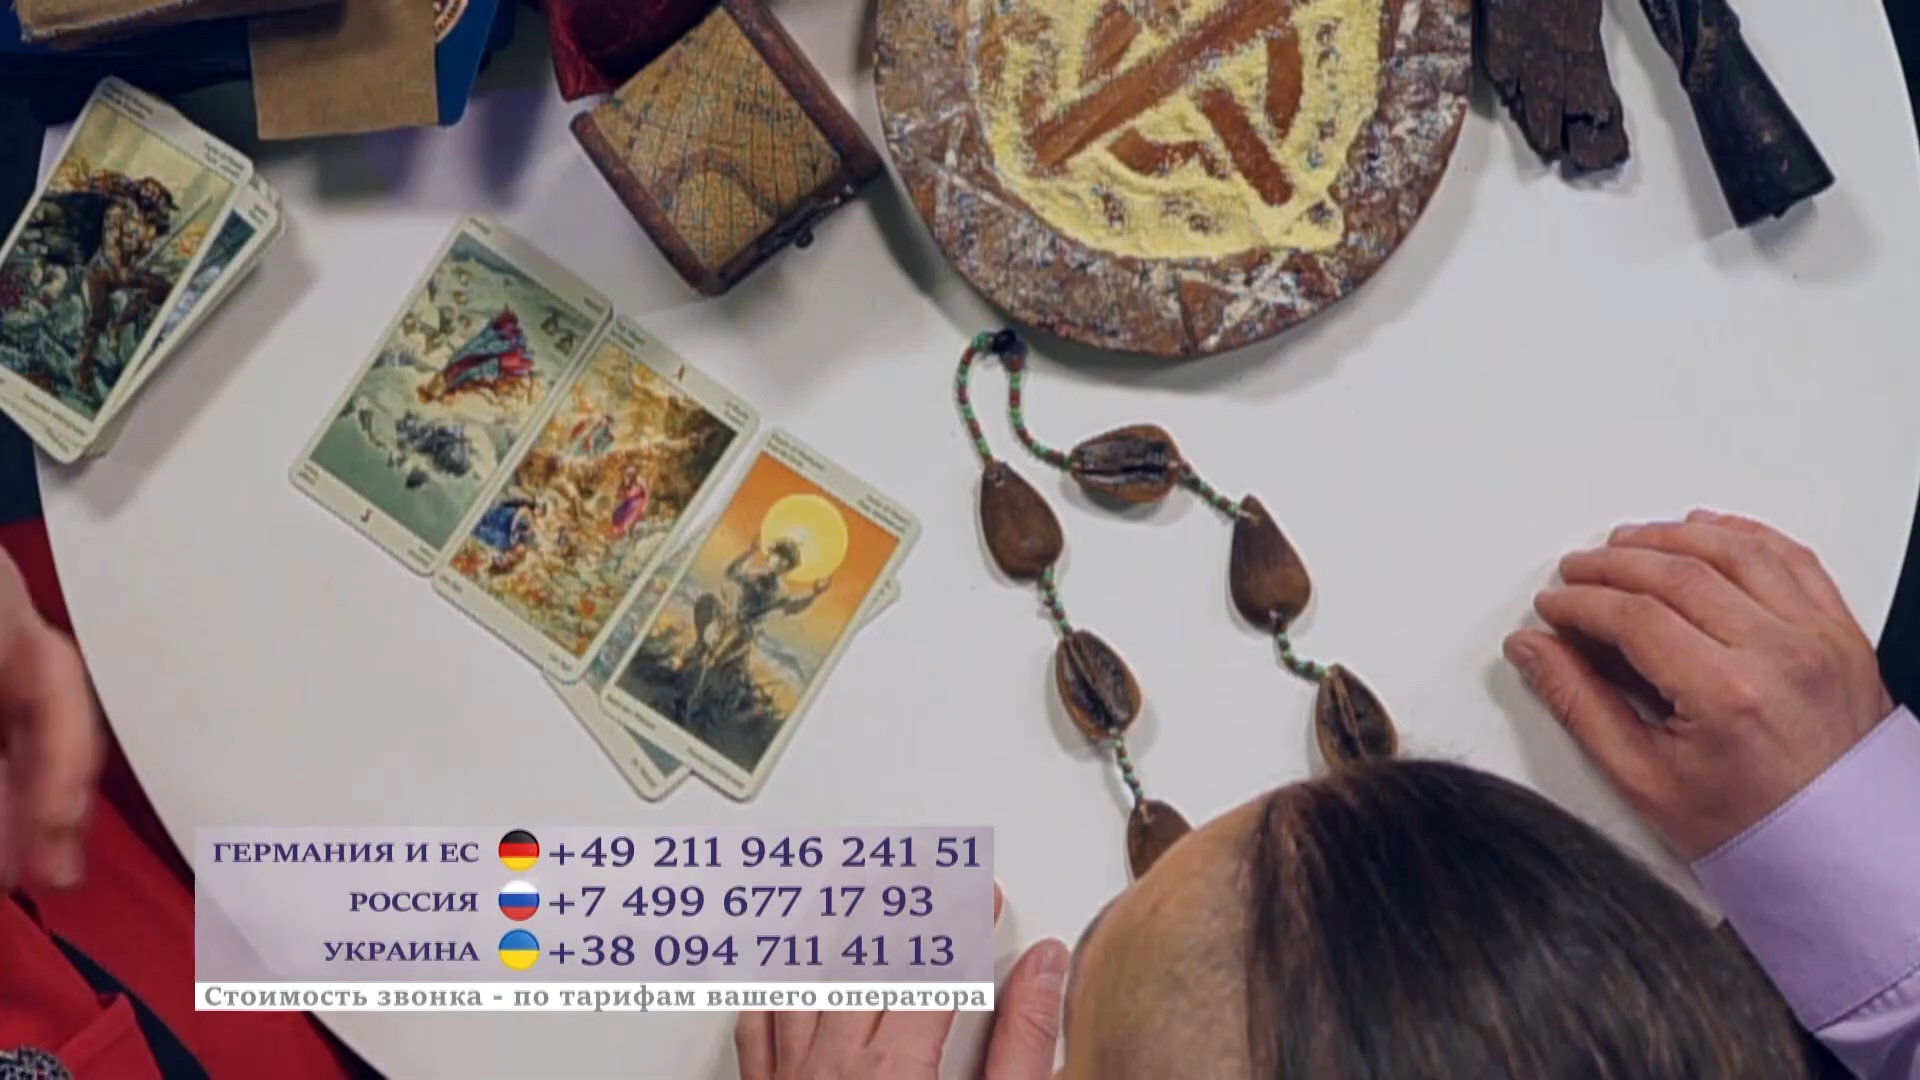 ГЕРМАНИЯ И ЕС +49 211 946 241 51
РОССИЯ +7 499 677 17 93
УКРАИНА +38 094 711 41 13
Стоимость звонка - по тарифам вашего оператора